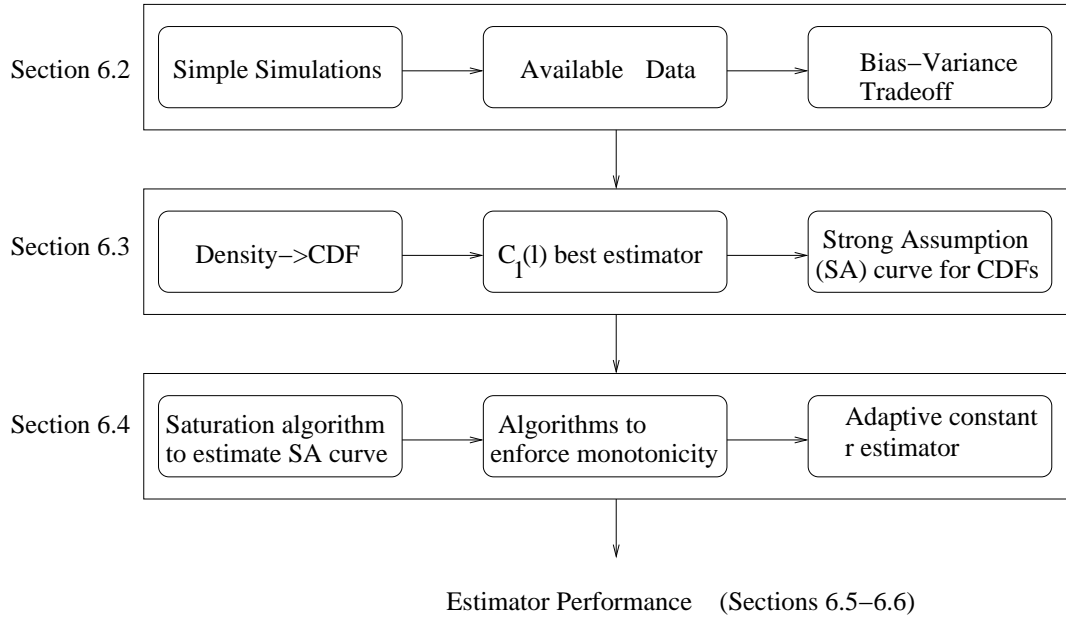 Section 6.2
Simple Simulations
Available Data
Bias−Variance
Tradeoff
Section 6.3
Density−>CDF
C_l(l) best estimator
Strong Assumption
(SA) curve for CDFs
Section 6.4
Saturation algorithm
to estimate SA curve
Algorithms to
enforce monotonicity
Adaptive constant
r estimator
Estimator Performance (Sections 6.5−6.6)